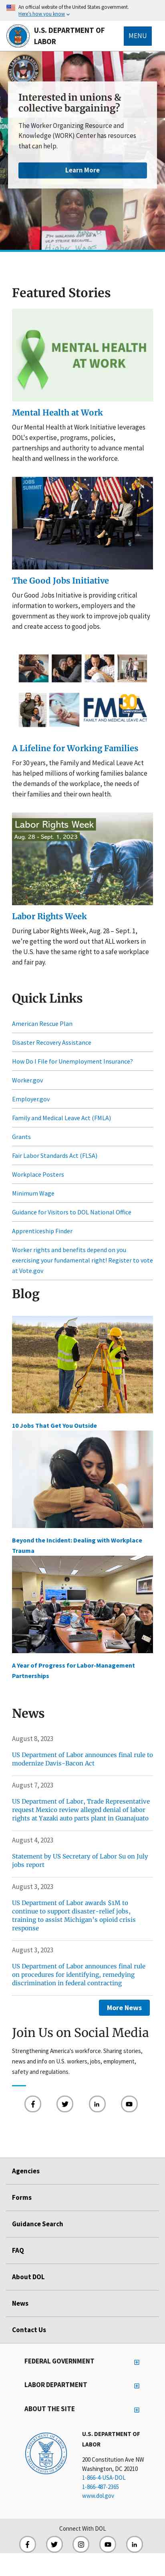 An official website of the United States government.
Here's how you know
U.S. DEPARTMENT OF
LABOR
MENU
Interested in unions &
collective bargaining?
The Worker Organizing Resource and
Knowledge (WORK) Center has resources
that can help.
Learn More
Featured Stories
MENTAL HEALTH
AT WORK
Mental Health at Work
Our Mental Health at Work Initiative leverages
DOL's expertise, programs, policies,
partnerships and authority to advance mental
health and wellness in the workforce.
The Good Jobs Initiative
Our Good Jobs Initiative is providing critical
information to workers, employers and the
government as they work to improve job quality
and create access to good jobs.
30
FMLA
FAMILY AND MEDICAL LEAVE ACT
A Lifeline for Working Families
For 30 years, the Family and Medical Leave Act
has helped millions of working families balance
the demands of the workplace, the needs of
their families and their own health.
Labor Rights Week
Aug. 28 – Sept. 1, 2023
Labor Rights Week
During Labor Rights Week, Aug. 28 – Sept. 1,
we're getting the word out that ALL workers in
the U.S. have the same right to a safe workplace
and fair pay.
Quick Links
American Rescue Plan
Disaster Recovery Assistance
How Do I File for Unemployment Insurance?
Worker.gov
Employer.gov
Family and Medical Leave Act (FMLA)
Grants
Fair Labor Standards Act (FLSA)
Workplace Posters
Minimum Wage
Guidance for Visitors to DOL National Office
Apprenticeship Finder
Worker rights and benefits depend on you
exercising your fundamental right! Register to vote
at Vote.gov
Blog
10 Jobs That Get You Outside
Beyond the Incident: Dealing with Workplace
Trauma
A Year of Progress for Labor-Management
Partnerships
News
August 8, 2023
US Department of Labor announces final rule to
modernize Davis-Bacon Act
August 7, 2023
US Department of Labor, Trade Representative
request Mexico review alleged denial of labor
rights at Yazaki auto parts plant in Guanajuato
August 4, 2023
Statement by US Secretary of Labor Su on July
jobs report
August 3, 2023
US Department of Labor awards $1M to
continue to support disaster-relief jobs,
training to assist Michigan's opioid crisis
response
August 3, 2023
US Department of Labor announces final rule
on procedures for identifying, remedying
discrimination in federal contracting
More News
Join Us on Social Media
Strengthening America's workforce. Sharing stories,
news and info on U.S. workers, jobs, employment,
safety and regulations.
Agencies
Forms
Guidance Search
FAQ
About DOL
News
Contact Us
FEDERAL GOVERNMENT
LABOR DEPARTMENT
ABOUT THE SITE
U.S. DEPARTMENT OF
LABOR
200 Constitution Ave NW
Washington, DC 20210
1-866-4-USA-DOL
1-866-487-2365
www.dol.gov
Connect With DOL